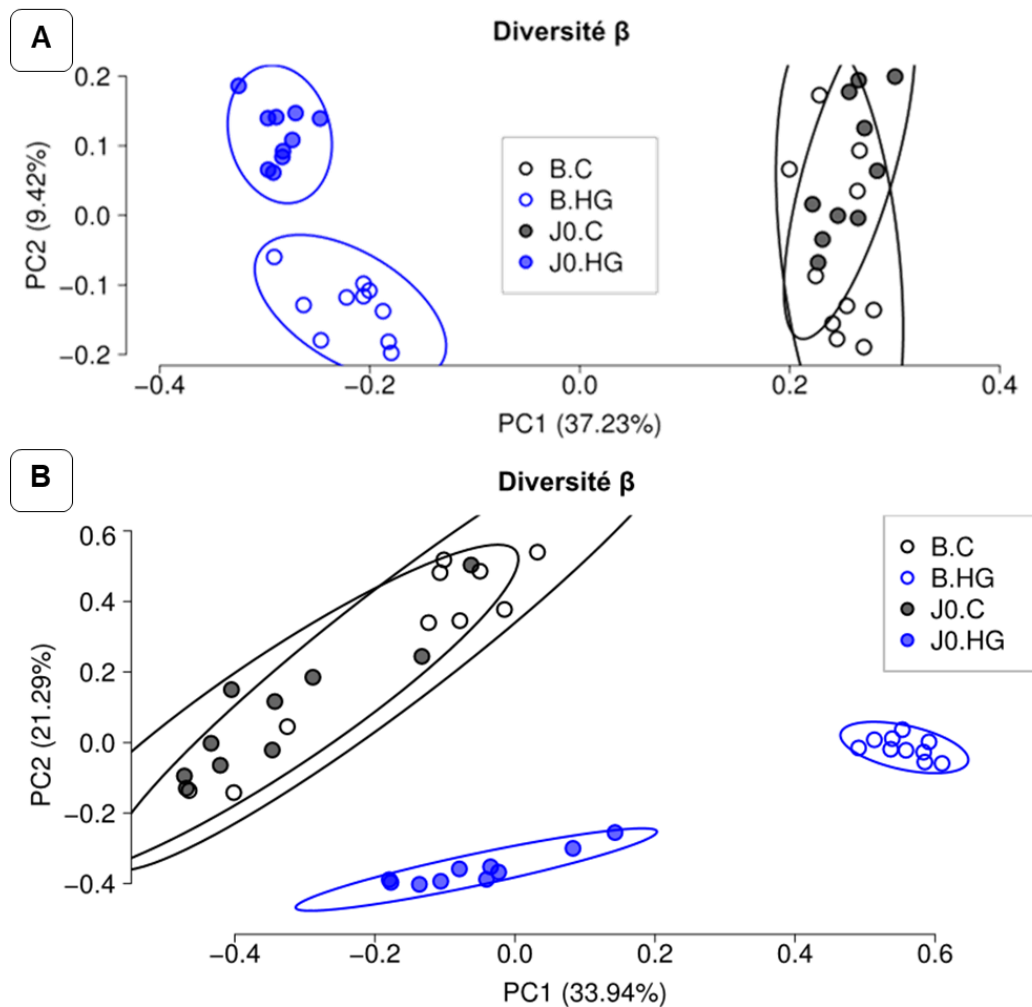 A
Diversité β
0.2
0.1
0.0
−0.1
−0.2
PC2 (9.42%)
B.C
B.HG
J0.C
J0.HG
−0.4
−0.2
0.0
0.2
0.4
PC1 (37.23%)
B
Diversité β
0.6
0.4
0.2
0.0
−0.2
−0.4
PC2 (21.29%)
B.C
B.HG
J0.C
J0.HG
−0.4
−0.2
0.0
0.2
0.4
0.6
PC1 (33.94%)